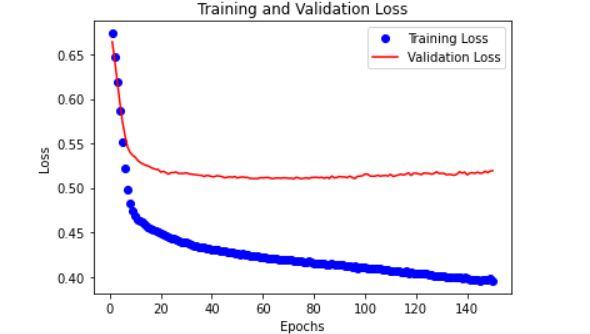 Training and Validation Loss
Training Loss
Validation Loss
Loss
0.65
0.60
0.55
0.50
0.45
0.40
0 20 40 60 80 100 120 140
Epochs